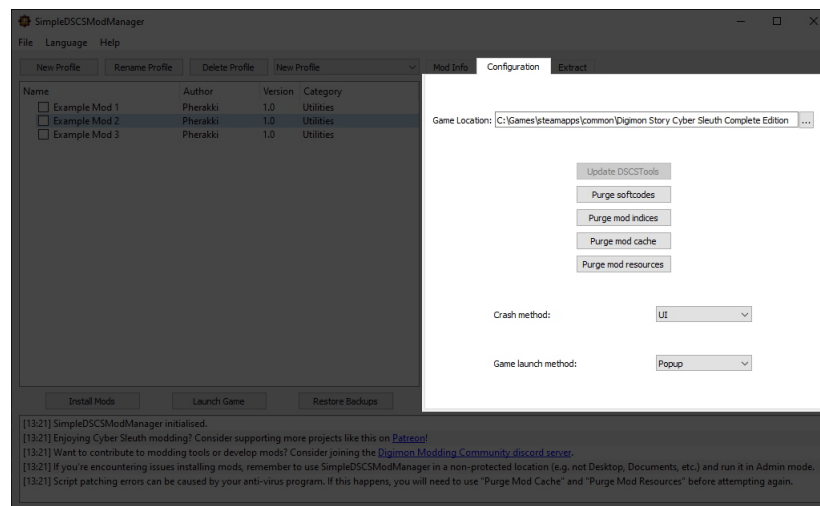 SimpleDSCSModManager
File Language Help
New Profile Rename Profile Delete Profile New Profile Mod Info Configuration Extract
Name Author Version Category
Example Mod 1 Pherakki 1.0 Utilities
Example Mod 2 Pherakki 1.0 Utilities
Example Mod 3 Pherakki 1.0 Utilities
Game Location: C:\Games\steamapps\common\Digimon Story Cyber Sleuth Complete Edition ...
Update DSCSTools
Purge softcodes
Purge mod indices
Purge mod cache
Purge mod resources
Crash method: UI
Game launch method: Popup
Install Mods Launch Game Restore Backups
[13:21] SimpleDSCSModManager initialised.
[13:21] Enjoying Cyber Sleuth modding? Consider supporting more projects like this on Patreon!
[13:21] Want to contribute to modding tools or develop mods? Consider joining the Digimon Modding Community discord server.
[13:21] If you're encountering issues installing mods, remember to use SimpleDSCSModManager in a non-protected location (e.g. not Desktop, Documents, etc.) and run it in Admin mode.
[13:21] Script patching errors can be caused by your anti-virus program. If this happens, you will need to use "Purge Mod Cache" and "Purge Mod Resources" before attempting again.